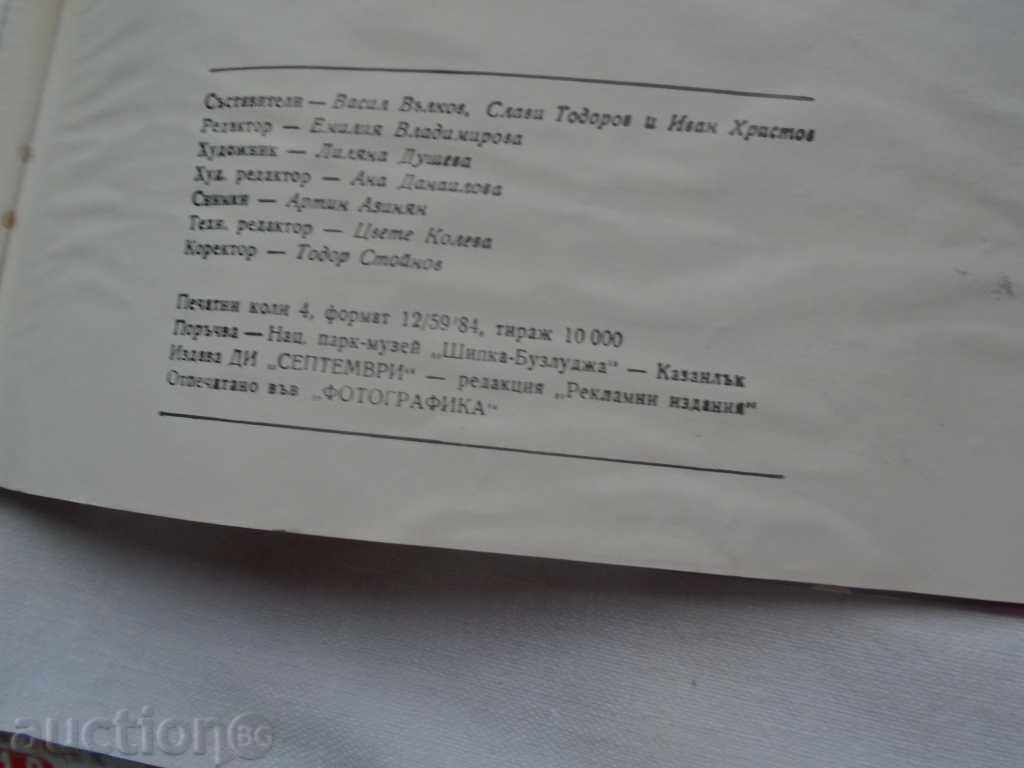 Съставители — Васил Вълков, Слави Тодоров и Иван Христов
Редактор — Емилия Владимирова
Художник — Лиляна Душева
Худ. редактор — Ана Данаилова
Снимки — Артин Азинян
Техн. редактор — Цвете Колева
Коректор — Тодор Стойнов
Печатни коли 4, формат 12/59'84, тираж 10 000
Поръчва — Нац. парк-музей „Шипка-Бузлуджа“ — Казанлък
Издава ДИ „СЕПТЕМВРИ“ — редакция „Рекламни издания“
Отпечатано във „ФОТОГРАФИКА“
auction BG